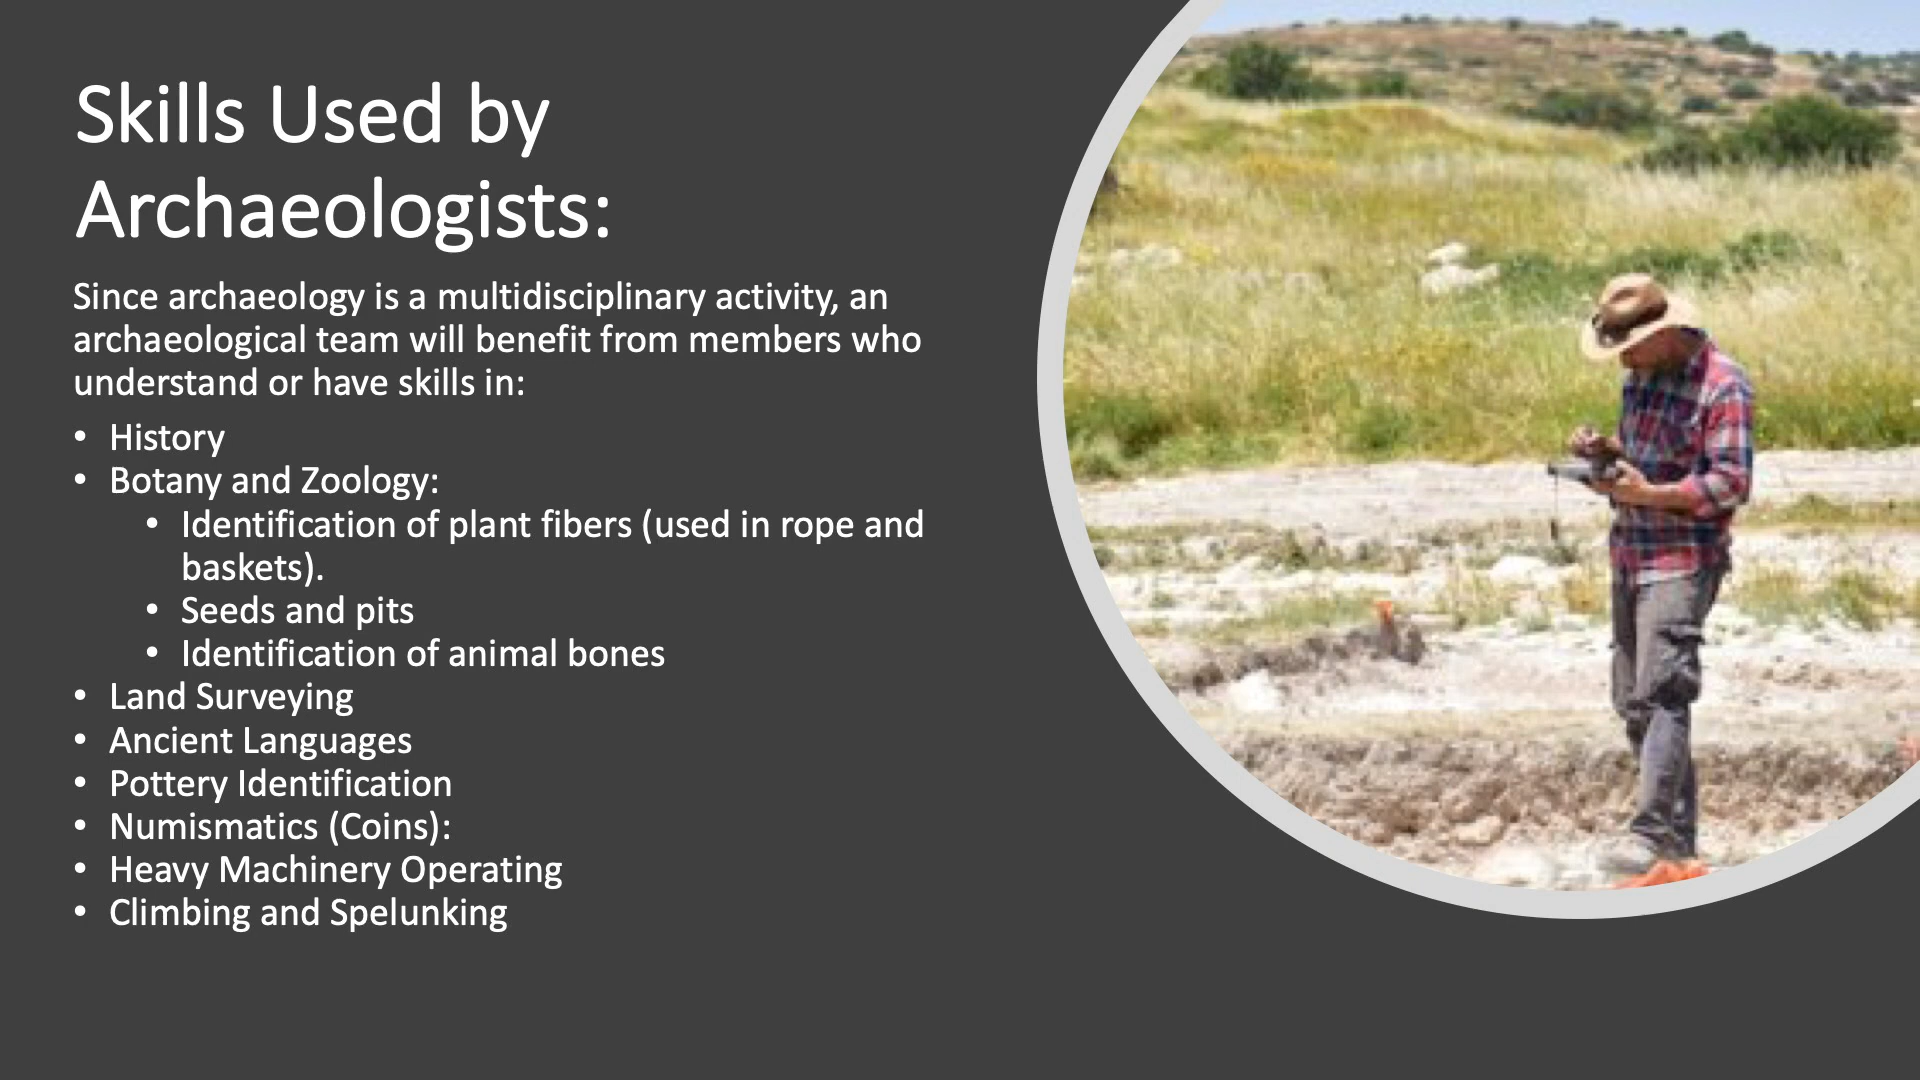 Skills Used by
Archaeologists:
Since archaeology is a multidisciplinary activity, an
archaeological team will benefit from members who
understand or have skills in:
• History
• Botany and Zoology:
• Identification of plant fibers (used in rope and
baskets).
• Seeds and pits
• Identification of animal bones
• Land Surveying
• Ancient Languages
• Pottery Identification
• Numismatics (Coins):
• Heavy Machinery Operating
• Climbing and Spelunking